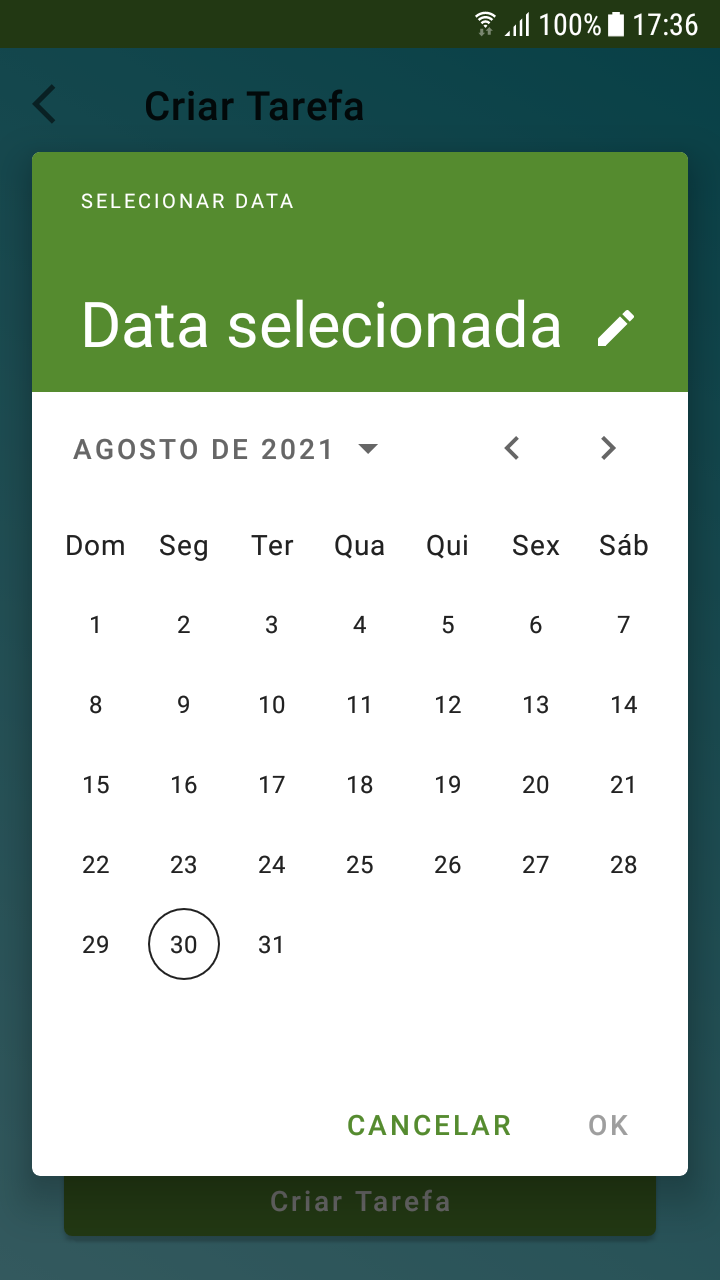 100% 17:36
Criar Tarefa
SELECIONAR DATA
Data selecionada
AGOSTO DE 2021
Dom Seg Ter Qua Qui Sex Sáb
1 2 3 4 5 6 7
8 9 10 11 12 13 14
15 16 17 18 19 20 21
22 23 24 25 26 27 28
29 30 31
CANCELAR OK
Criar Tarefa